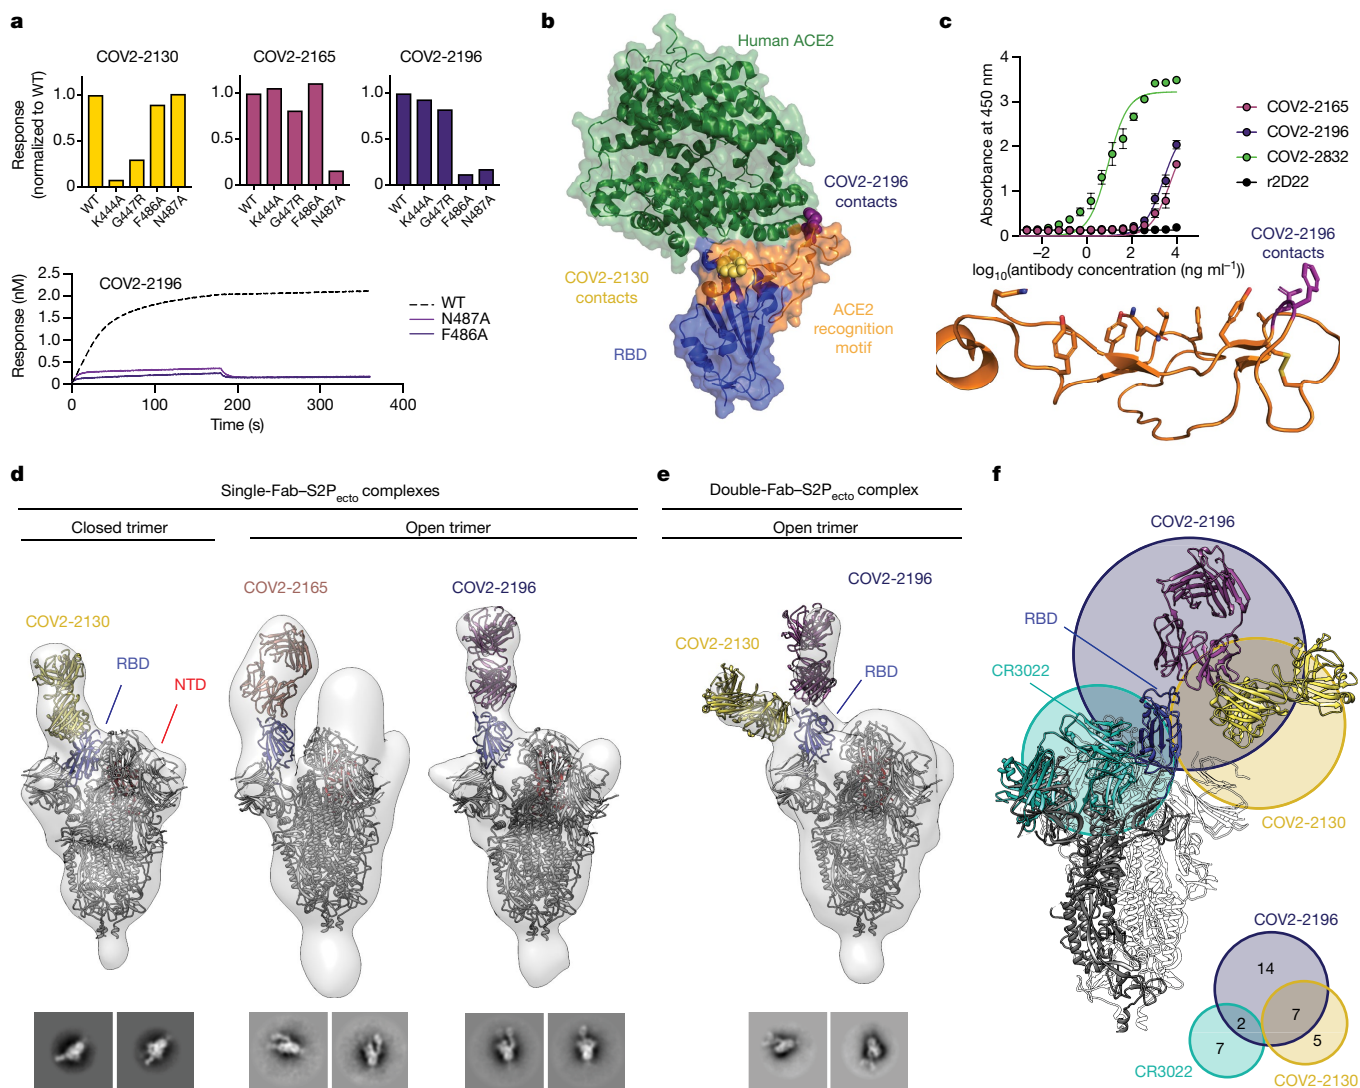 a
COV2-2130
COV2-2165
COV2-2196
Response
(normalized to WT)
1.0
0.5
0
WT
K444A
G447R
F486A
N487A
1.0
0.5
0
WT
K444A
G447R
F486A
N487A
1.0
0.5
0
WT
K444A
G447R
F486A
N487A
Response (nM)
2.5
2.0
1.5
1.0
0.5
0
COV2-2196
WT
N487A
F486A
0
100
200
300
400
Time (s)
b
Human ACE2
COV2-2196
contacts
COV2-2130
contacts
ACE2
recognition
motif
RBD
c
Absorbance at 450 nm
4
3
2
1
0
-2
0
2
4
log10(antibody concentration (ng ml−1))
COV2-2165
COV2-2196
COV2-2832
r2D22
COV2-2196
contacts
d
Single-Fab–S2Pecto complexes
Closed trimer
Open trimer
COV2-2130
RBD
NTD
COV2-2165
COV2-2196
e
Double-Fab–S2Pecto complex
Open trimer
COV2-2196
COV2-2130
RBD
f
COV2-2196
RBD
CR3022
COV2-2130
COV2-2196
14
2
7
7
5
CR3022
COV2-2130